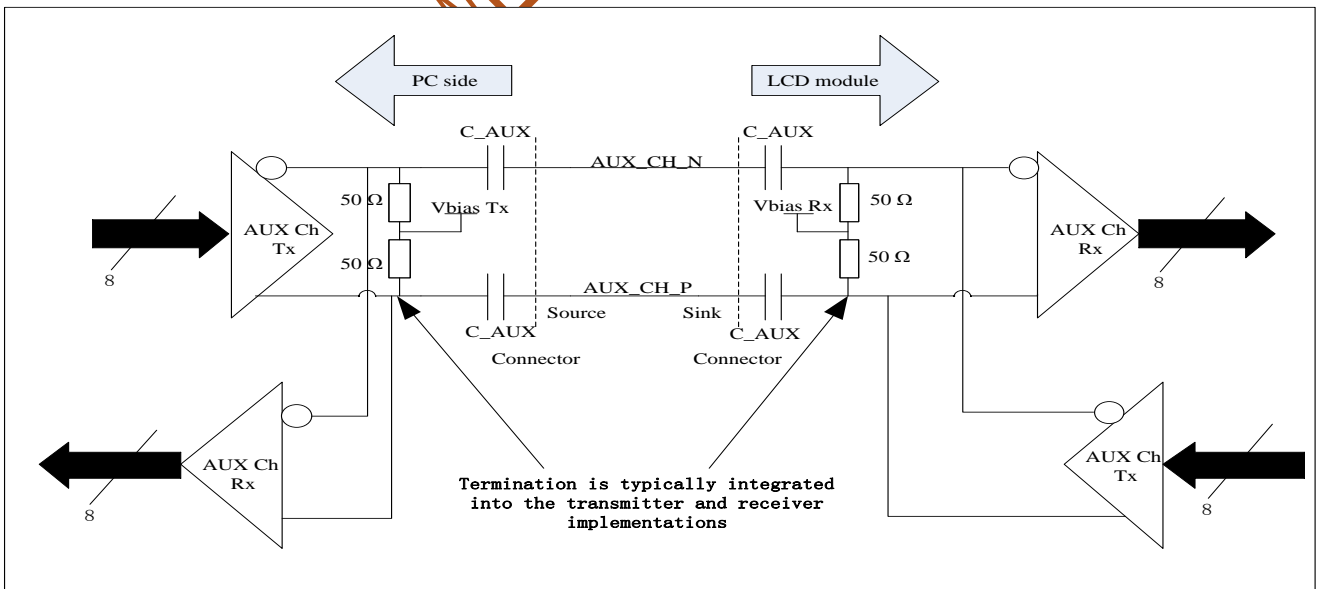 PC side
LCD module
C_AUX
C_AUX
AUX_CH_N
50 Ω
Vbias Tx
Vbias Rx
50 Ω
AUX Ch
Tx
AUX Ch
Rx
50 Ω
50 Ω
8
8
AUX_CH_P
Source
Sink
C_AUX
C_AUX
Connector
Connector
AUX Ch
Rx
AUX Ch
Tx
8
8
Termination is typically integrated
into the transmitter and receiver
implementations